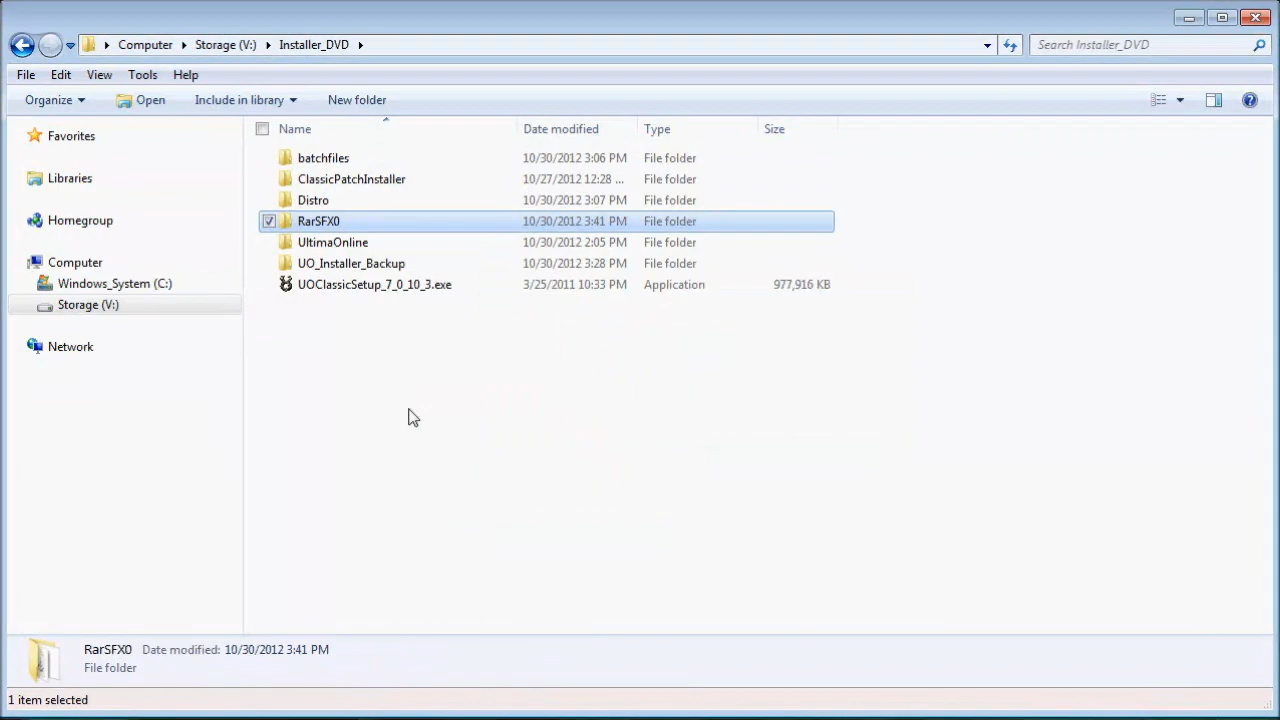 Computer Storage (V:) Installer_DVD Search Installer_DVD
File Edit View Tools Help
Organize Open Include in library New folder
Name Date modified Type Size
Favorites
Libraries
Homegroup
Computer
Windows_System (C:)
Storage (V:)
Network
batchfiles 10/30/2012 3:06 PM File folder
ClassicPatchInstaller 10/27/2012 12:28 ... File folder
Distro 10/30/2012 3:07 PM File folder
RarSFX0 10/30/2012 3:41 PM File folder
UltimaOnline 10/30/2012 2:05 PM File folder
UO_Installer_Backup 10/30/2012 3:28 PM File folder
UOClassicSetup_7_0_10_3.exe 3/25/2011 10:33 PM Application 977,916 KB
RarSFX0 Date modified: 10/30/2012 3:41 PM
File folder
1 item selected